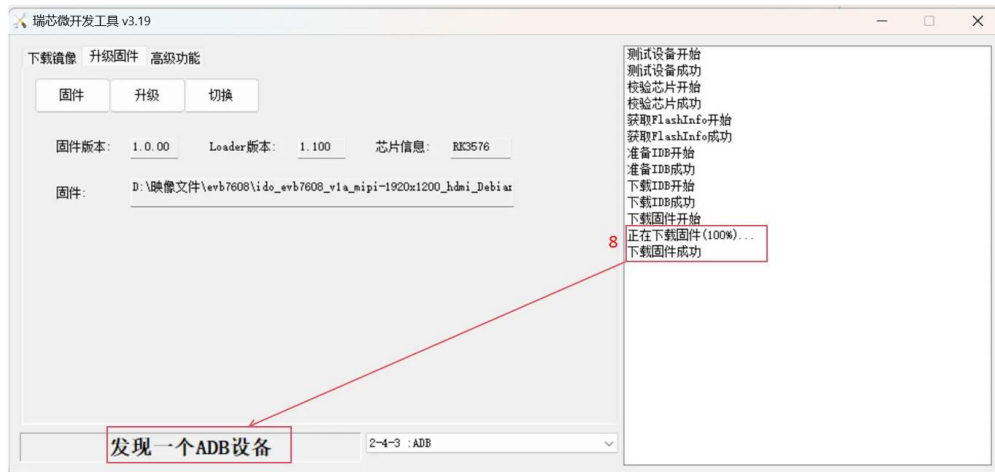 瑞芯微开发工具 v3.19
下载镜像 升级固件 高级功能
固件 升级 切换
固件版本: 1.0.00 Loader版本: 1.100 芯片信息: RK3576
固件: D:\映像文件\evb7608\ido_evb7608_v1a_mipi-1920x1200_hdmi_Debian
测试设备开始
测试设备成功
校验芯片开始
校验芯片成功
获取FlashInfo开始
获取FlashInfo成功
准备IDB开始
准备IDB成功
下载IDB开始
下载IDB成功
下载固件开始
正在下载固件(100%)...
下载固件成功
8
发现一个ADB设备
2-4-3 :ADB